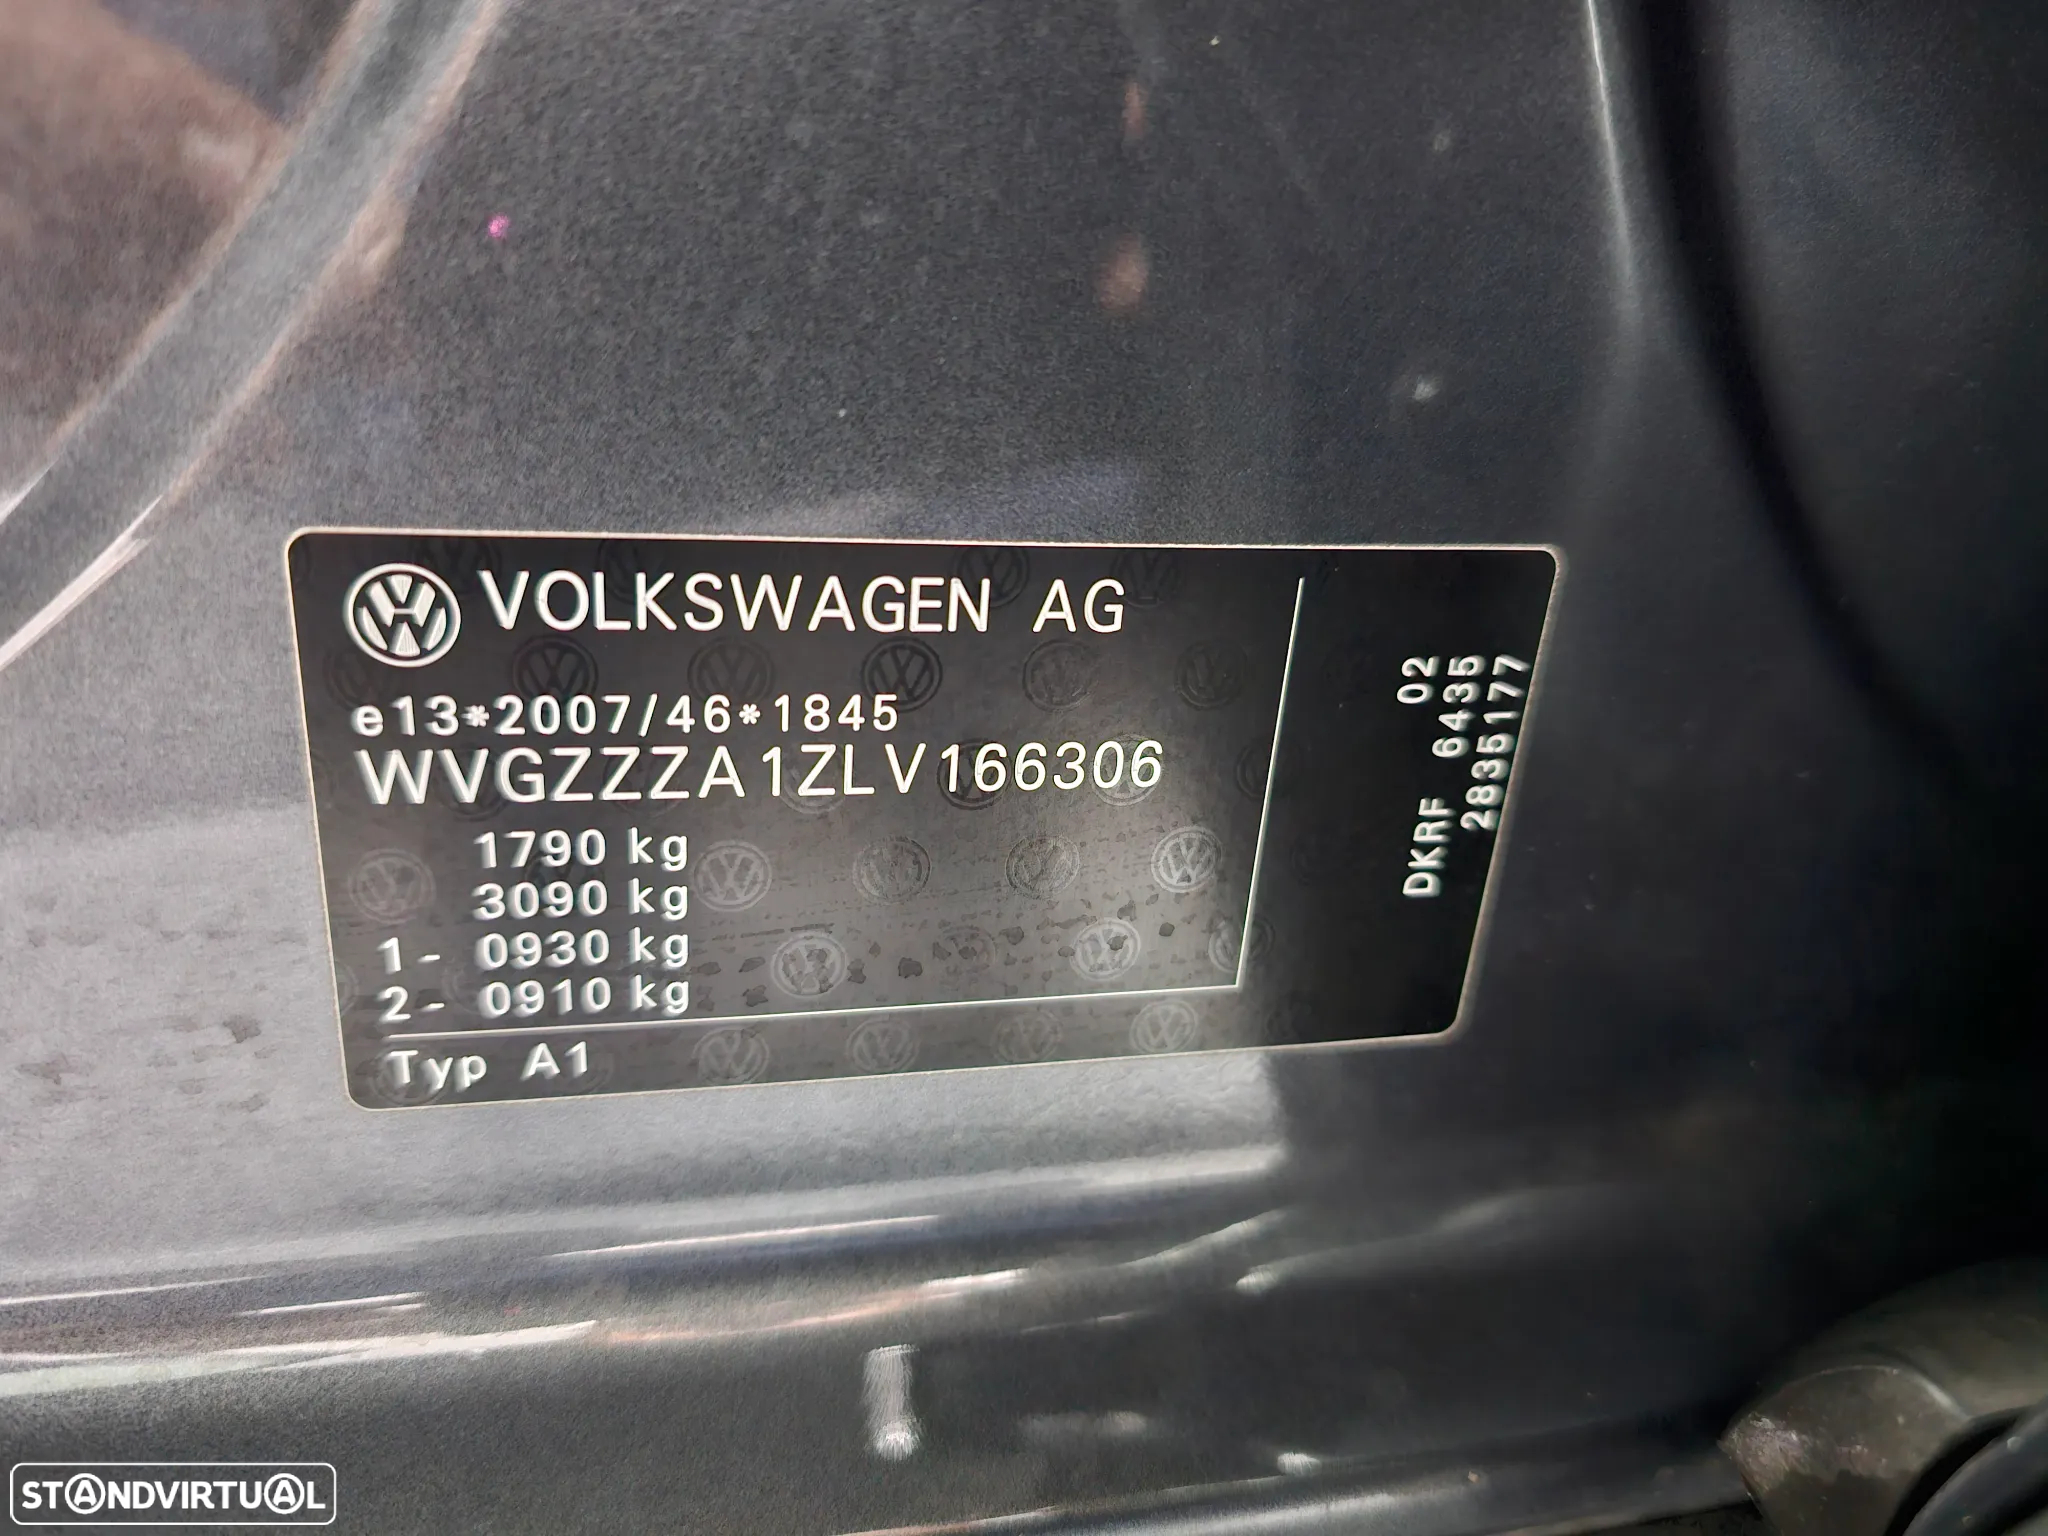 VOLKSWAGEN AG
e13*2007/46*1845
WVGZZZA1ZLV166306
1790 kg
3090 kg
1- 0930 kg
2- 0910 kg
Typ A1
DKRF 6435 02
2835177
STANDVIRTUAL